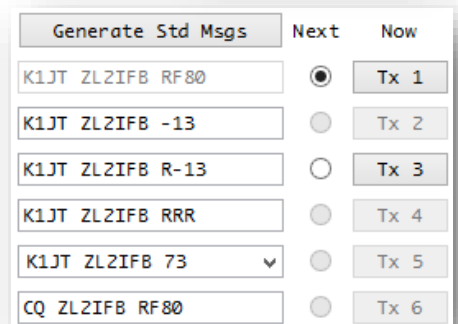 Generate Std Msgs Next Now
K1JT ZL2IFB RF80 Tx 1
K1JT ZL2IFB -13 Tx 2
K1JT ZL2IFB R-13 Tx 3
K1JT ZL2IFB RRR Tx 4
K1JT ZL2IFB 73 Tx 5
CQ ZL2IFB RF80 Tx 6